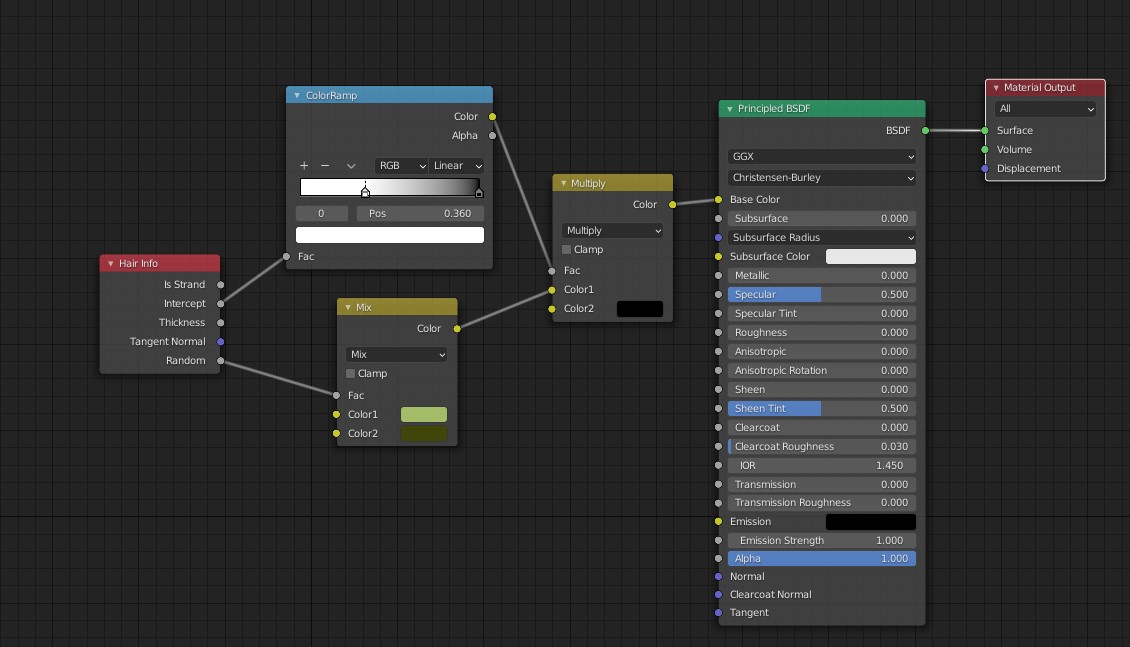 Hair Info
Is Strand
Intercept
Thickness
Tangent Normal
Random
ColorRamp
Color
Alpha
RGB Linear
0 Pos 0.360
Fac
Mix
Color
Mix
Clamp
Fac
Color1
Color2
Multiply
Color
Multiply
Clamp
Fac
Color1
Color2
Principled BSDF
BSDF
GGX
Christensen-Burley
Base Color
Subsurface 0.000
Subsurface Radius
Subsurface Color
Metallic 0.000
Specular 0.500
Specular Tint 0.000
Roughness 0.000
Anisotropic 0.000
Anisotropic Rotation 0.000
Sheen 0.000
Sheen Tint 0.500
Clearcoat 0.000
Clearcoat Roughness 0.030
IOR 1.450
Transmission 0.000
Transmission Roughness 0.000
Emission
Emission Strength 1.000
Alpha 1.000
Normal
Clearcoat Normal
Tangent
Material Output
All
Surface
Volume
Displacement